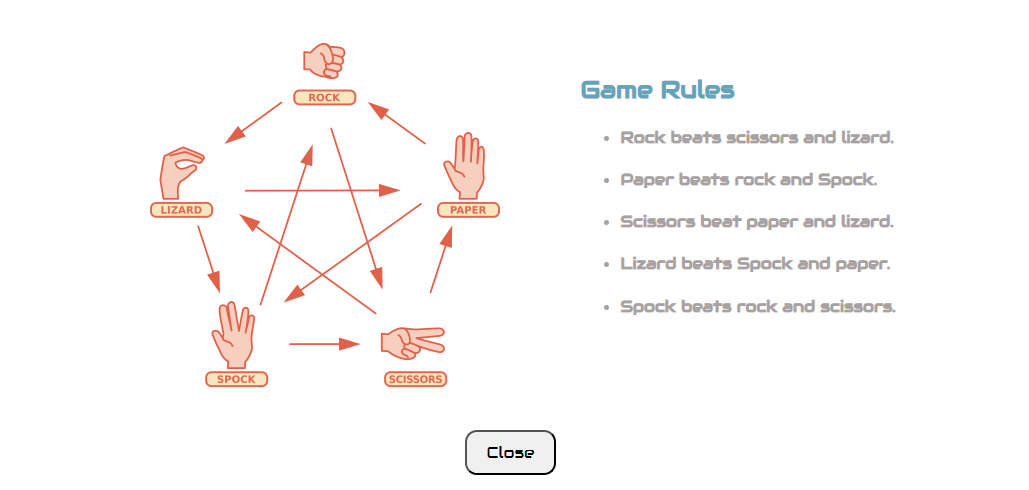 ROCK
LIZARD
PAPER
SPOCK
SCISSORS
Game Rules
Rock beats scissors and lizard.
Paper beats rock and Spock.
Scissors beat paper and lizard.
Lizard beats Spock and paper.
Spock beats rock and scissors.
Close